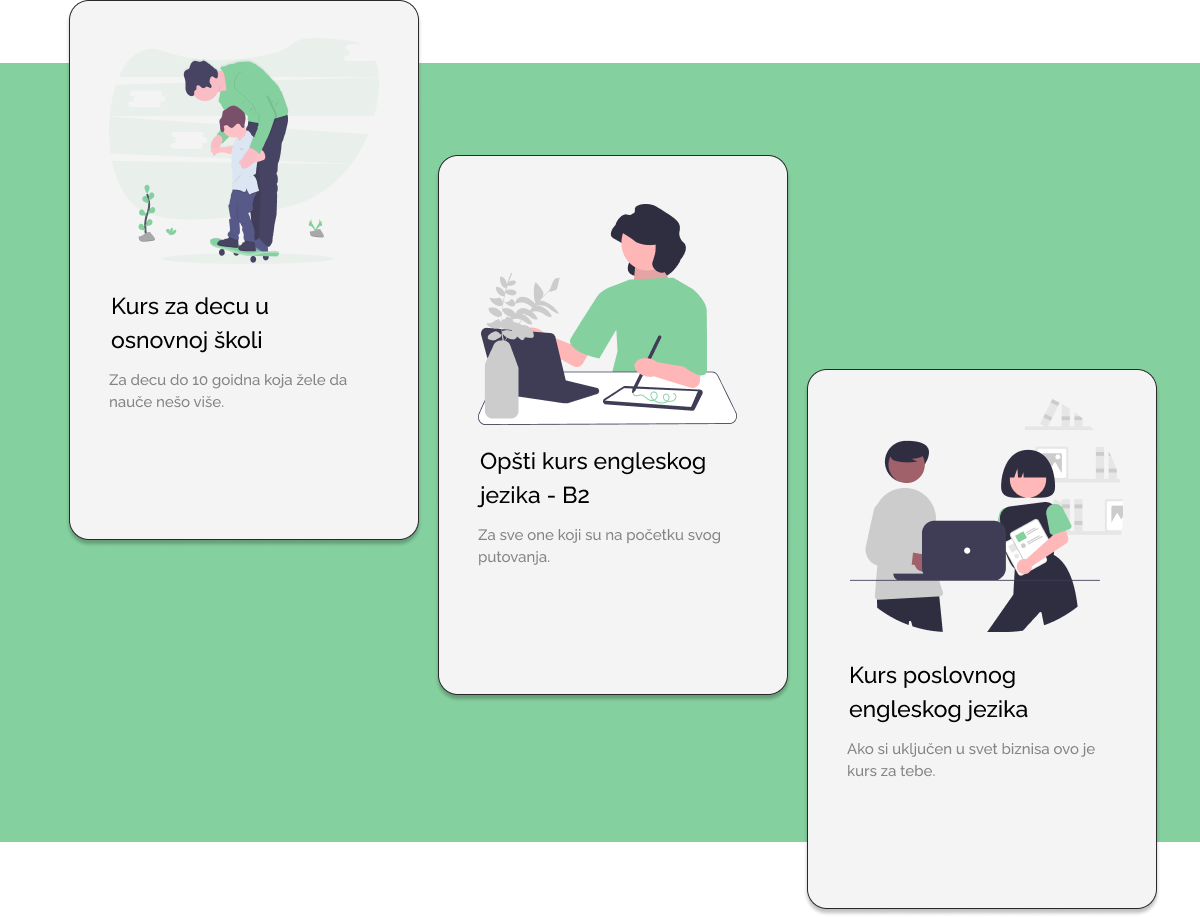 Kurs za decu u
osnovnoj školi
Za decu do 10 goidna koja žele da
nauče nešo više.
Opšti kurs engleskog
jezika - B2
Za sve one koji su na početku svog
putovanja.
Kurs poslovnog
engleskog jezika
Ako si uključen u svet biznisa ovo je
kurs za tebe.